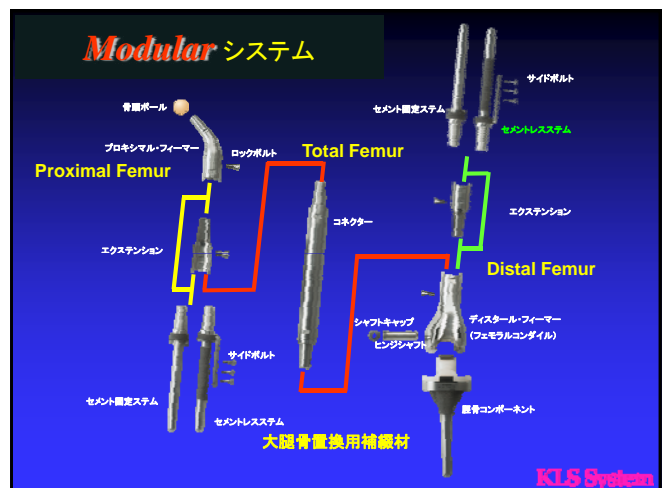 Modular システム
骨頭ボール
プロキシマル・フィーマー
ロックボルト
Proximal Femur
エクステンション
サイドボルト
セメント固定ステム
セメントレスステム
Total Femur
コネクター
サイドボルト
セメント固定ステム
セメントレスステム
エクステンション
Distal Femur
シャフトキャップ
ヒンジシャフト
ディスタール・フィーマー
(フェモラルコンダイル)
脛骨コンポーネント
大腿骨置換用補綴材
KLS System